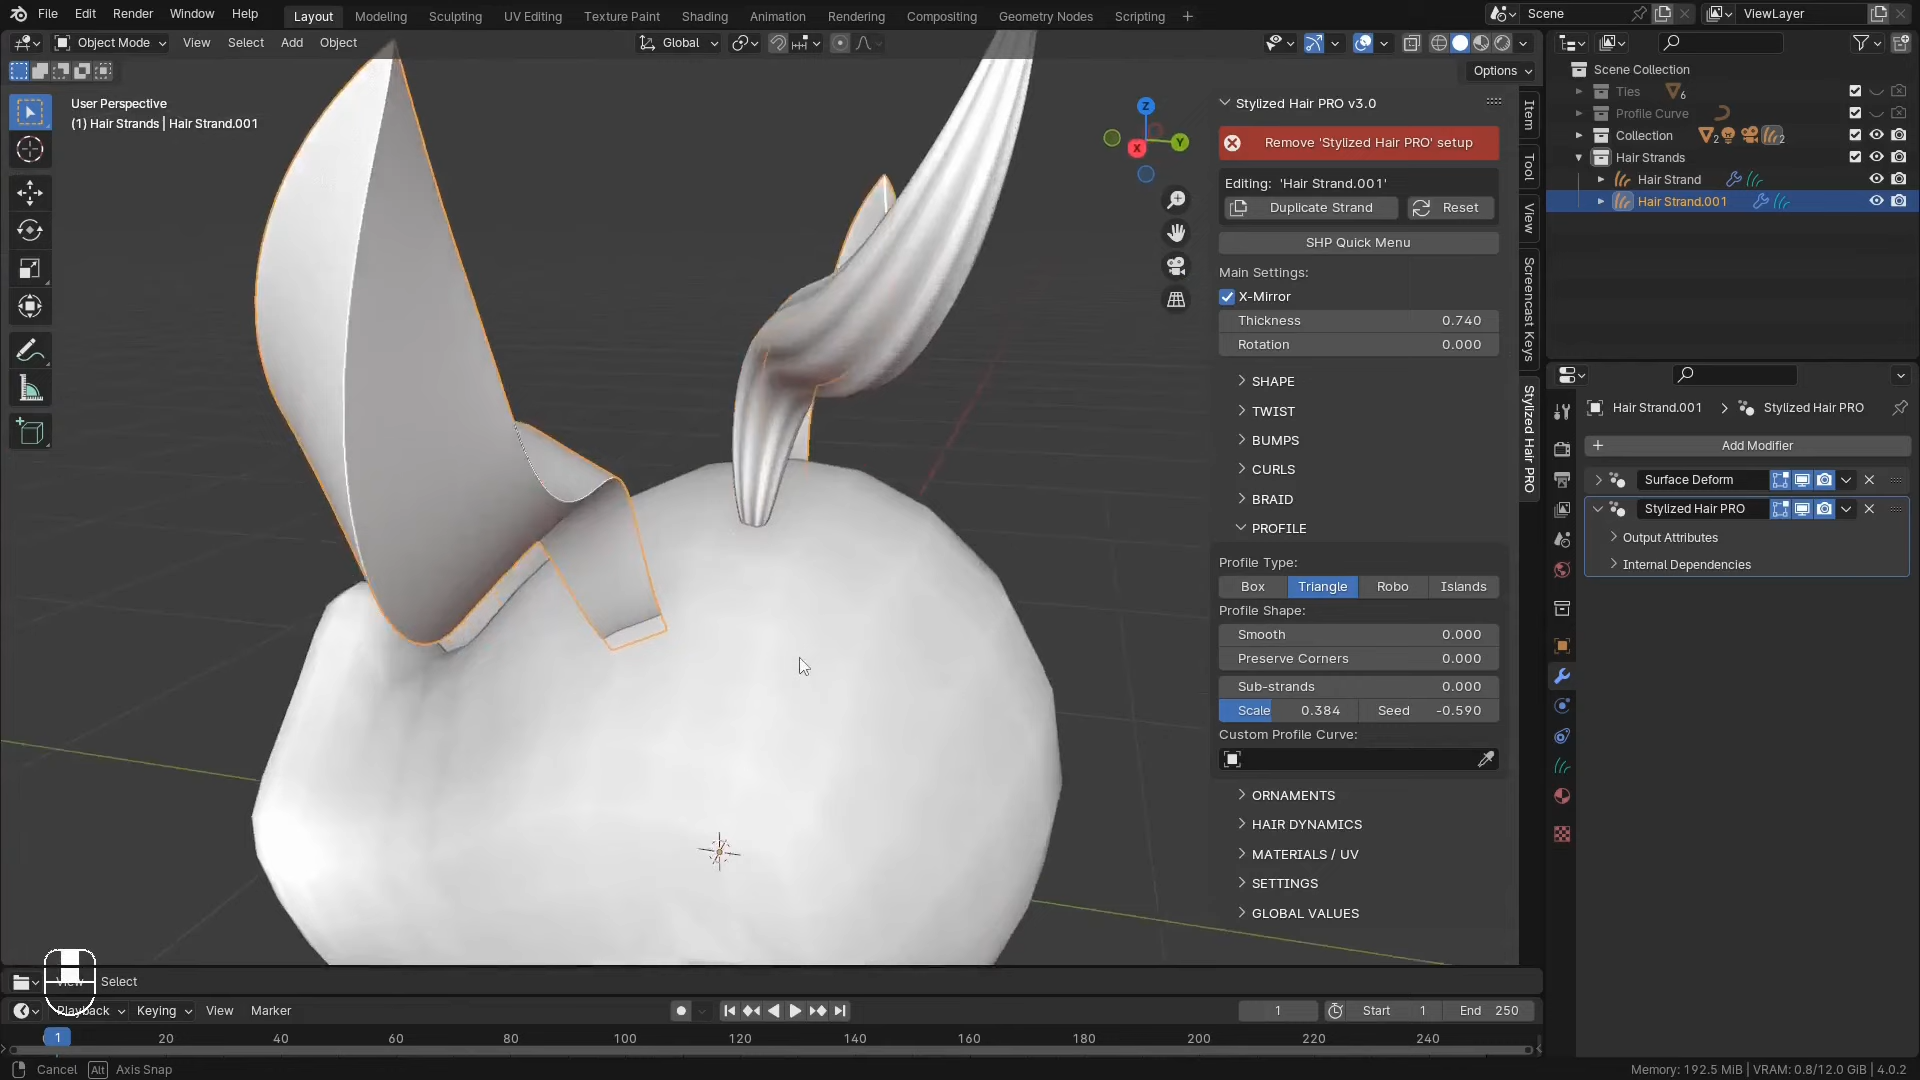 File Edit Render Window Help Layout Modeling Sculpting UV Editing Texture Paint Shading Animation Rendering Compositing Geometry Nodes Scripting + Scene ViewLayer
Object Mode View Select Add Object Global
Options
User Perspective
(1) Hair Strands | Hair Strand.001
Z
Y
X
Stylized Hair PRO v3.0
Remove 'Stylized Hair PRO' setup
Editing: 'Hair Strand.001'
Duplicate Strand Reset
SHP Quick Menu
Main Settings:
X-Mirror
Thickness 0.740
Rotation 0.000
SHAPE
TWIST
BUMPS
CURLS
BRAID
PROFILE
Profile Type:
Box Triangle Robo Islands
Profile Shape:
Smooth 0.000
Preserve Corners 0.000
Sub-strands 0.000
Scale 0.384 Seed -0.590
Custom Profile Curve:
ORNAMENTS
HAIR DYNAMICS
MATERIALS / UV
SETTINGS
GLOBAL VALUES
Item
Tool
View
Screencast Keys
Stylized Hair PRO
Scene Collection
Ties 6
Profile Curve
Collection 2 2
Hair Strands
Hair Strand
Hair Strand.001
Hair Strand.001 > Stylized Hair PRO
Add Modifier
Surface Deform
Stylized Hair PRO
Output Attributes
Internal Dependencies
View Select
Playback Keying View Marker 1 Start 1 End 250
1 20 40 60 80 100 120 140 160 180 200 220 240
Cancel Alt Axis Snap Memory: 192.5 MiB | VRAM: 0.8/12.0 GiB | 4.0.2